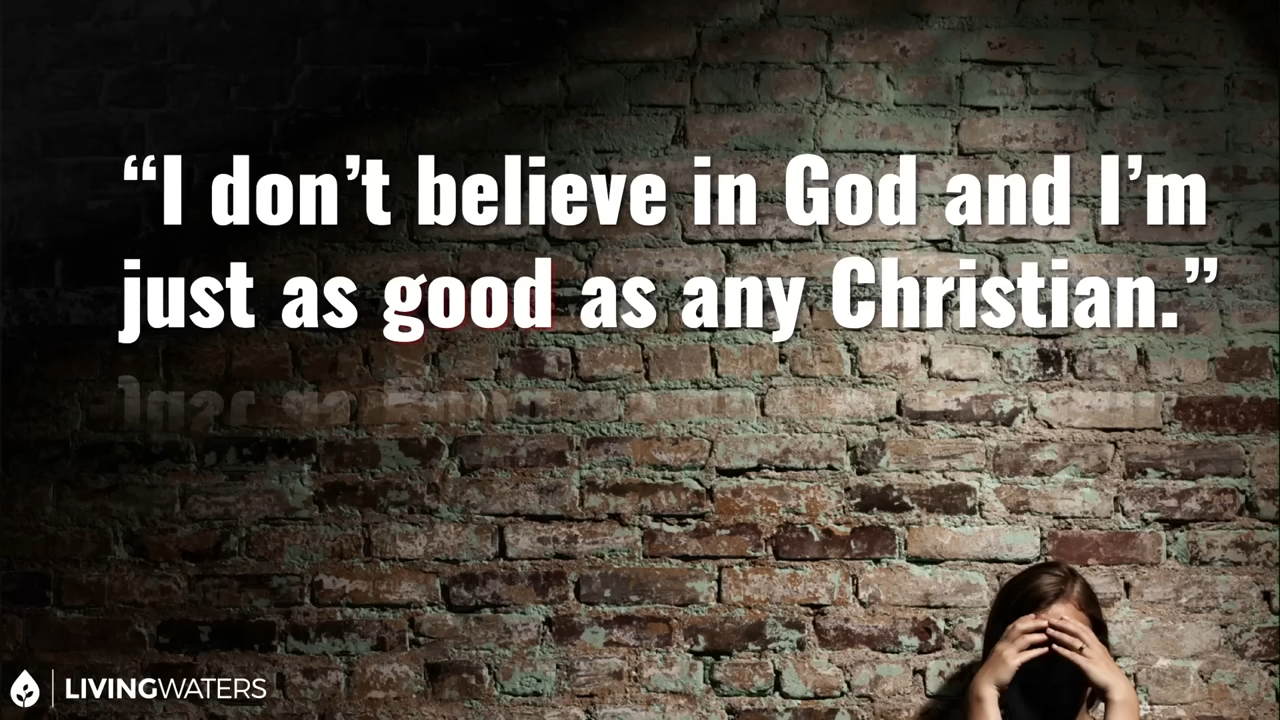 “I don’t believe in God and I’m
just as good as any Christian.”
LIVINGWATERS